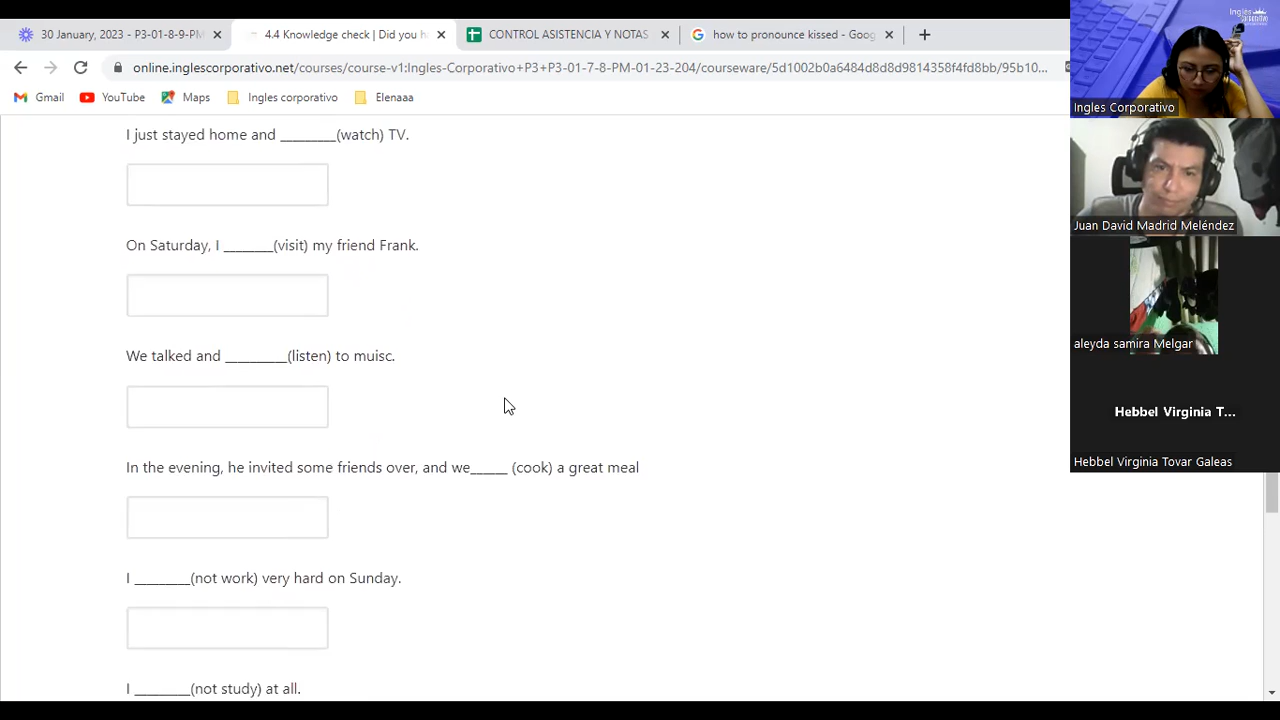 30 January, 2023 - P3-01-8-9-PM
4.4 Knowledge check | Did you h
CONTROL ASISTENCIA Y NOTAS
how to pronounce kissed - Goog
online.inglescorporativo.net/courses/course-v1:Ingles-Corporativo+P3+P3-01-7-8-PM-01-23-204/courseware/5d1002b0a6484d8d8d9814358f4fd8bb/95b10...
Gmail
YouTube
Maps
Ingles corporativo
Elenaaa
I just stayed home and _________(watch) TV.
On Saturday, I ________(visit) my friend Frank.
We talked and __________(listen) to muisc.
In the evening, he invited some friends over, and we______ (cook) a great meal
I _________(not work) very hard on Sunday.
I _________(not study) at all.
Ingles Corporativo
Juan David Madrid Meléndez
aleyda samira Melgar
Hebbel Virginia T...
Hebbel Virginia Tovar Galeas